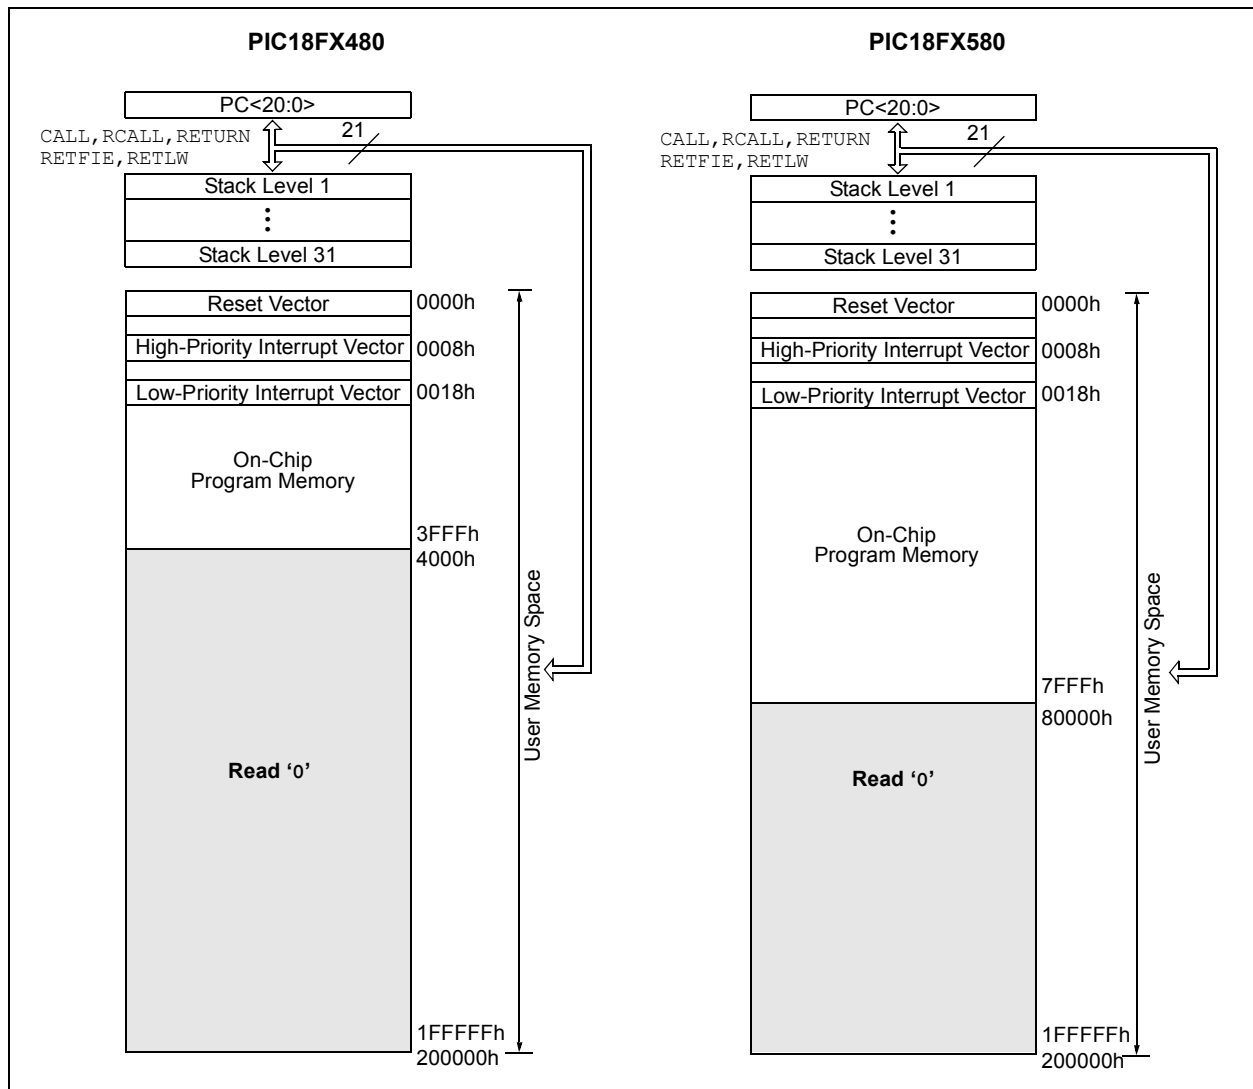 PIC18FX480
PC<20:0>
CALL,RCALL,RETURN
RETFIE,RETLW
21
Stack Level 1
Stack Level 31
Reset Vector
0000h
High-Priority Interrupt Vector
0008h
Low-Priority Interrupt Vector
0018h
On-Chip
Program Memory
3FFFh
4000h
User Memory Space
Read ‘0’
1FFFFFh
200000h
PIC18FX580
PC<20:0>
CALL,RCALL,RETURN
RETFIE,RETLW
21
Stack Level 1
Stack Level 31
Reset Vector
0000h
High-Priority Interrupt Vector
0008h
Low-Priority Interrupt Vector
0018h
On-Chip
Program Memory
7FFFh
80000h
User Memory Space
Read ‘0’
1FFFFFh
200000h